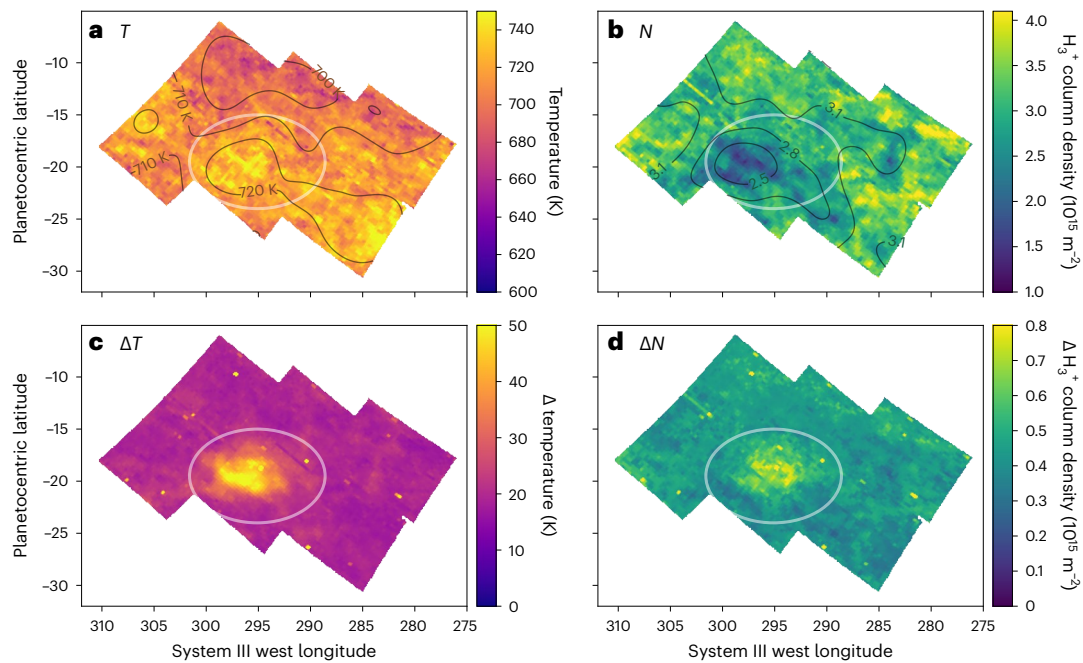 a T
−10
−15
−20
−25
−30
Planetocentric latitude
700 K
710 K
710 K
720 K
740
720
700
680
660
640
620
600
Temperature (K)
b N
3.1
2.8
2.5
3.1
3.1
4.0
3.5
3.0
2.5
2.0
1.5
1.0
H₃⁺ column density (10¹⁵ m⁻²)
c ΔT
−10
−15
−20
−25
−30
Planetocentric latitude
310 305 300 295 290 285 280 275
System III west longitude
50
40
30
20
10
0
Δ temperature (K)
d ΔN
310 305 300 295 290 285 280 275
System III west longitude
0.8
0.7
0.6
0.5
0.4
0.3
0.2
0.1
0
Δ H₃⁺ column density (10¹⁵ m⁻²)